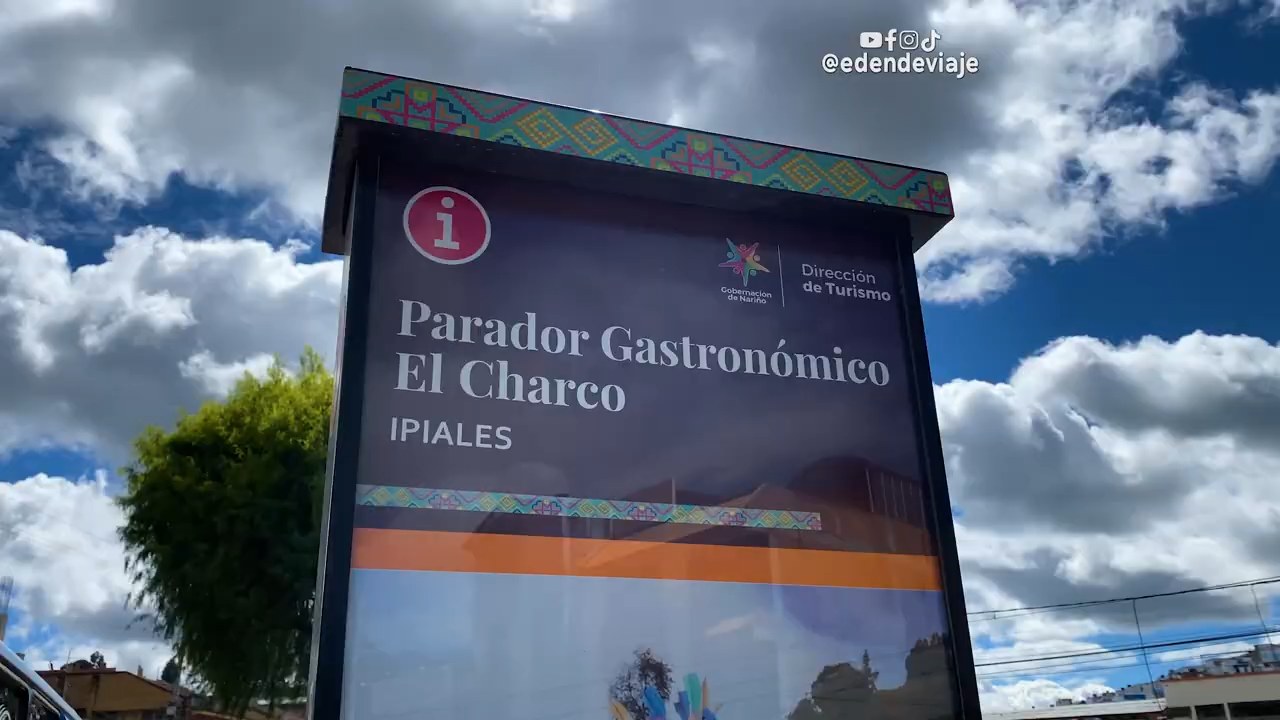 @edendeviaje
i
Gobernación
de Nariño
Dirección
de Turismo
Parador Gastronómico
El Charco
IPIALES